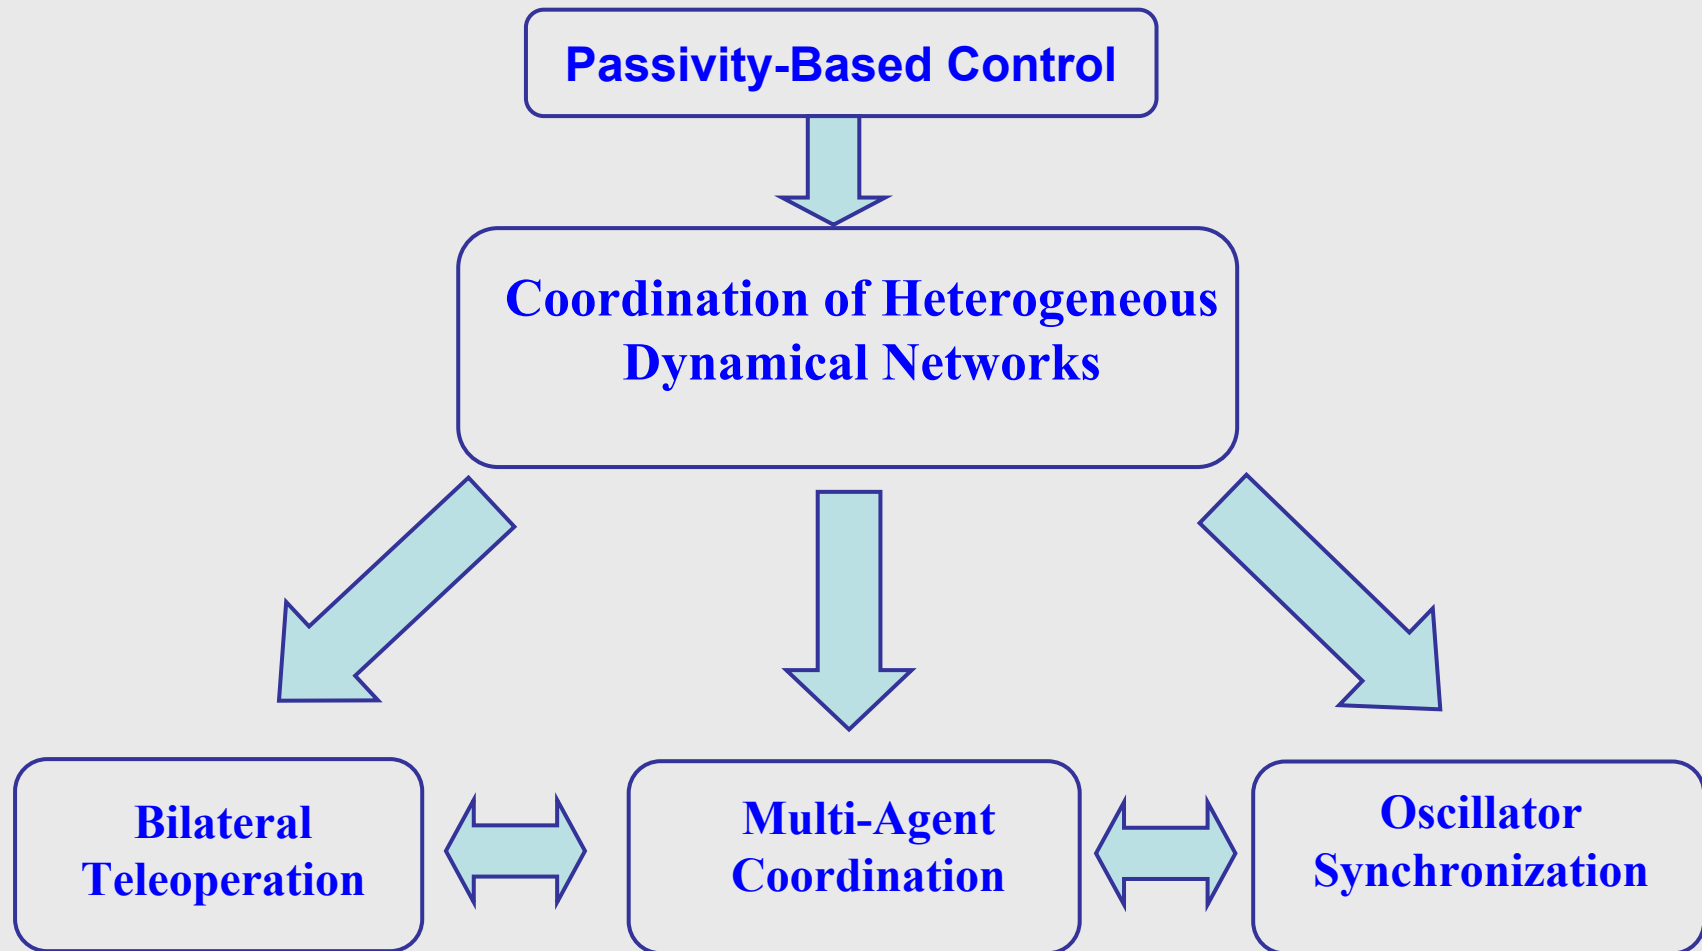 Passivity-Based Control
Coordination of Heterogeneous
Dynamical Networks
Bilateral
Teleoperation
Multi-Agent
Coordination
Oscillator
Synchronization